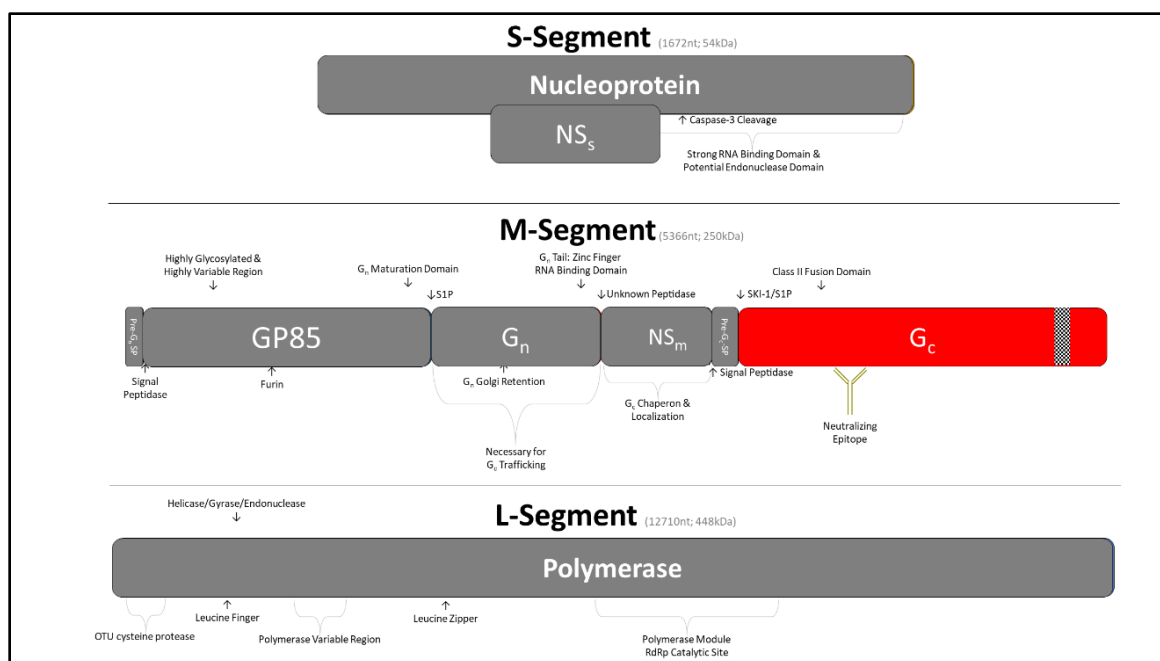 S-Segment (1672nt; 54kDa)
Nucleoprotein
NSs
↑ Caspase-3 Cleavage
Strong RNA Binding Domain &
Potential Endonuclease Domain
M-Segment (5366nt; 250kDa)
Highly Glycosylated &
Highly Variable Region
↓
Gn Maturation Domain
↓
↓S1P
Gn Tail: Zinc Finger
RNA Binding Domain
↓
↓Unknown Peptidase
↓ SKI-1/S1P
Class II Fusion Domain
↓
Pre-Gn SP
GP85
Gn
NSm
Pre-Gc SP
Gc
↑
Signal
Peptidase
↑
Furin
↑
Gn Golgi Retention
↑ Signal Peptidase
Gc Chaperon &
Localization
Necessary for
Gc Trafficking
Neutralizing
Epitope
L-Segment (12710nt; 448kDa)
Helicase/Gyrase/Endonuclease
↓
Polymerase
OTU cysteine protease
↑
Leucine Finger
Polymerase Variable Region
↑
Leucine Zipper
Polymerase Module
RdRp Catalytic Site